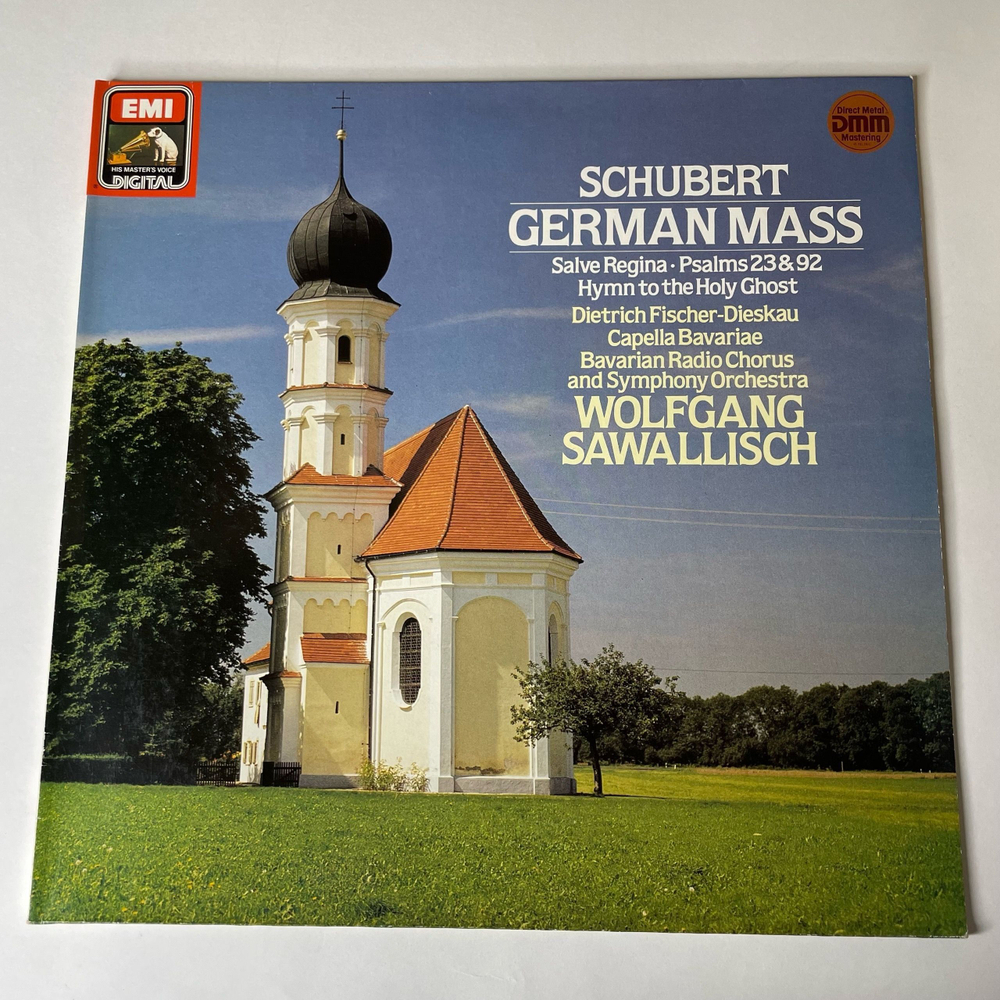 EMI
HIS MASTER'S VOICE
DIGITAL
Direct Metal
DMM
Mastering
SCHUBERT
GERMAN MASS
Salve Regina · Psalms 23 & 92
Hymn to the Holy Ghost
Dietrich Fischer-Dieskau
Capella Bavariae
Bavarian Radio Chorus
and Symphony Orchestra
WOLFGANG
SAWALLISCH